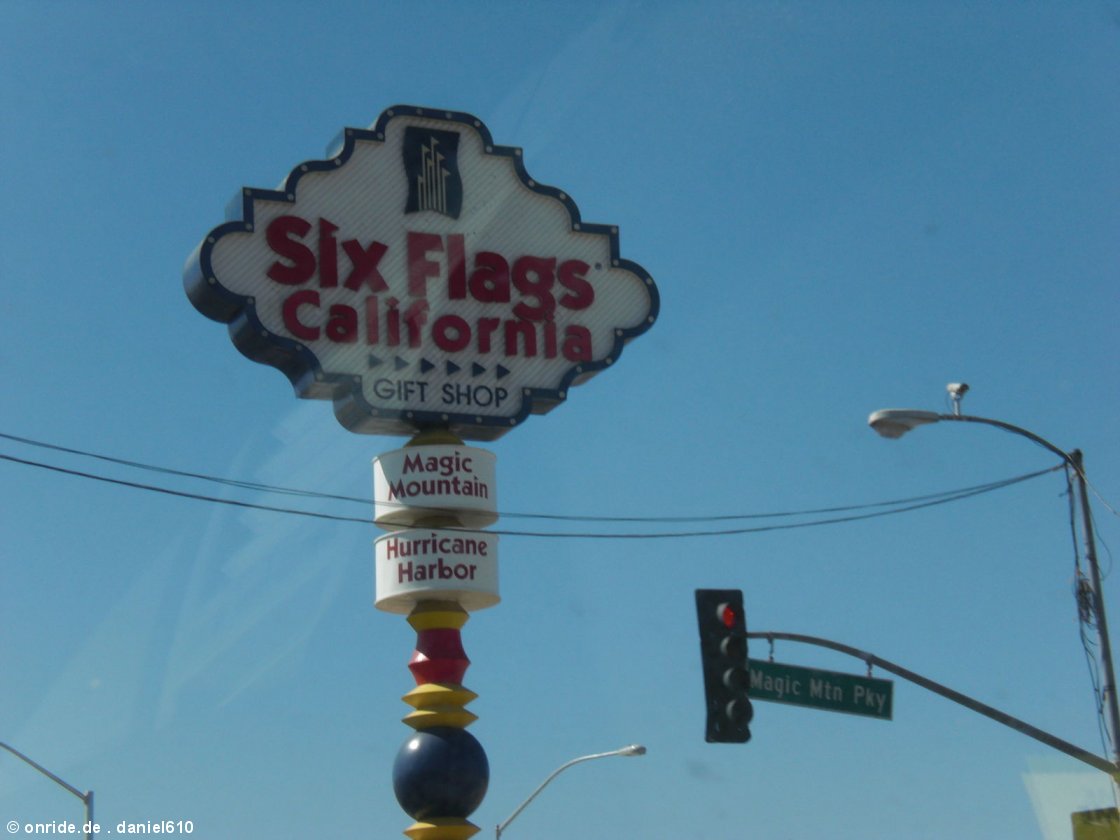 Six Flags
California
GIFT SHOP
Magic
Mountain
Hurricane
Harbor
Magic Mtn Pky
© onride.de . daniel610